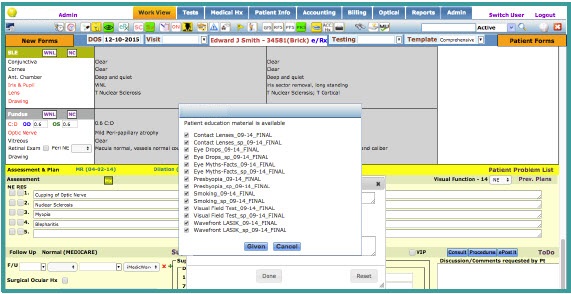 Admin Work View Tests Medical Hx Patient Info Accounting Billing Optical Reports Admin Switch User Logout
Active
New Forms DOS 12-10-2015 Visit Edward J Smith - 34581(Brick) e/Rx Testing Template Comprehensive Patient Forms
SLE WNL NC
Conjunctiva Clear Clear
Cornea Clear Clear
Ant. Chamber Deep and quiet Deep and quiet
Iris & Pupil WNL Iris sector removal, long standing
Lens T Nuclear Sclerosis T Nuclear Sclerosis; T Cortical
Drawing
Fundus WNL NC
C:D OD 0.6 OS 0.6 0.6 C:D
Optic Nerve Mild Peri-papillary atrophy
Vitreous Clear
Retinal Exam Peri NE Macula normal, vessels normal
Drawing
Patient education material is available
Contact Lenses_09-14_FINAL
Contact Lenses_sp_09-14_FINAL
Eye Drops_09-14_FINAL
Eye Drops_sp_09-14_FINAL
Eye Myths-Facts_09-14_FINAL
Eye Myths-Facts_sp_09-14_FINAL
Presbyopia_09-14_FINAL
Presbyopia_sp_09-14_FINAL
Smoking_09-14_FINAL
Smoking_sp_09-14_FINAL
Visual Field Test_09-14_FINAL
Visual Field Test_sp_09-14_FINAL
Wavefront LASIK_09-14_FINAL
Wavefront LASIK_sp_09-14_FINAL
Given Cancel
Assessment & Plan MR (04-02-14) Dilation Patient Problem List
Assessment Visual Function - 14 NE Prev. Plans
NE RES
1. Cupping of Optic Nerve
2. Nuclear Sclerosis
3. Myopia
4. Blepharitis
5.
Follow Up Normal (MEDICARE) VIP Consult Procedures ePost It ToDo
F/U Discussion/Comments requested by Pt
Surgical Ocular Hx
Done Reset